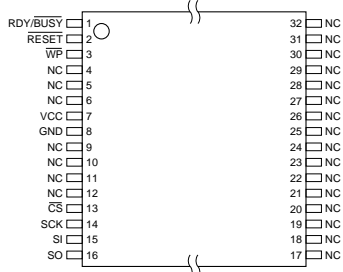 RDY/BUSY 1 32 NC
RESET 2 31 NC
WP 3 30 NC
NC 4 29 NC
NC 5 28 NC
NC 6 27 NC
VCC 7 26 NC
GND 8 25 NC
NC 9 24 NC
NC 10 23 NC
NC 11 22 NC
NC 12 21 NC
CS 13 20 NC
SCK 14 19 NC
SI 15 18 NC
SO 16 17 NC